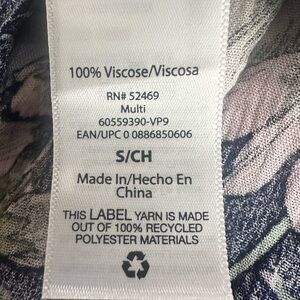 100% Viscose/Viscosa
RN# 52469
Multi
60559390-VP9
EAN/UPC 0 0886850606
S/CH
Made In/Hecho En
China
THIS LABEL YARN IS MADE
OUT OF 100% RECYCLED
POLYESTER MATERIALS